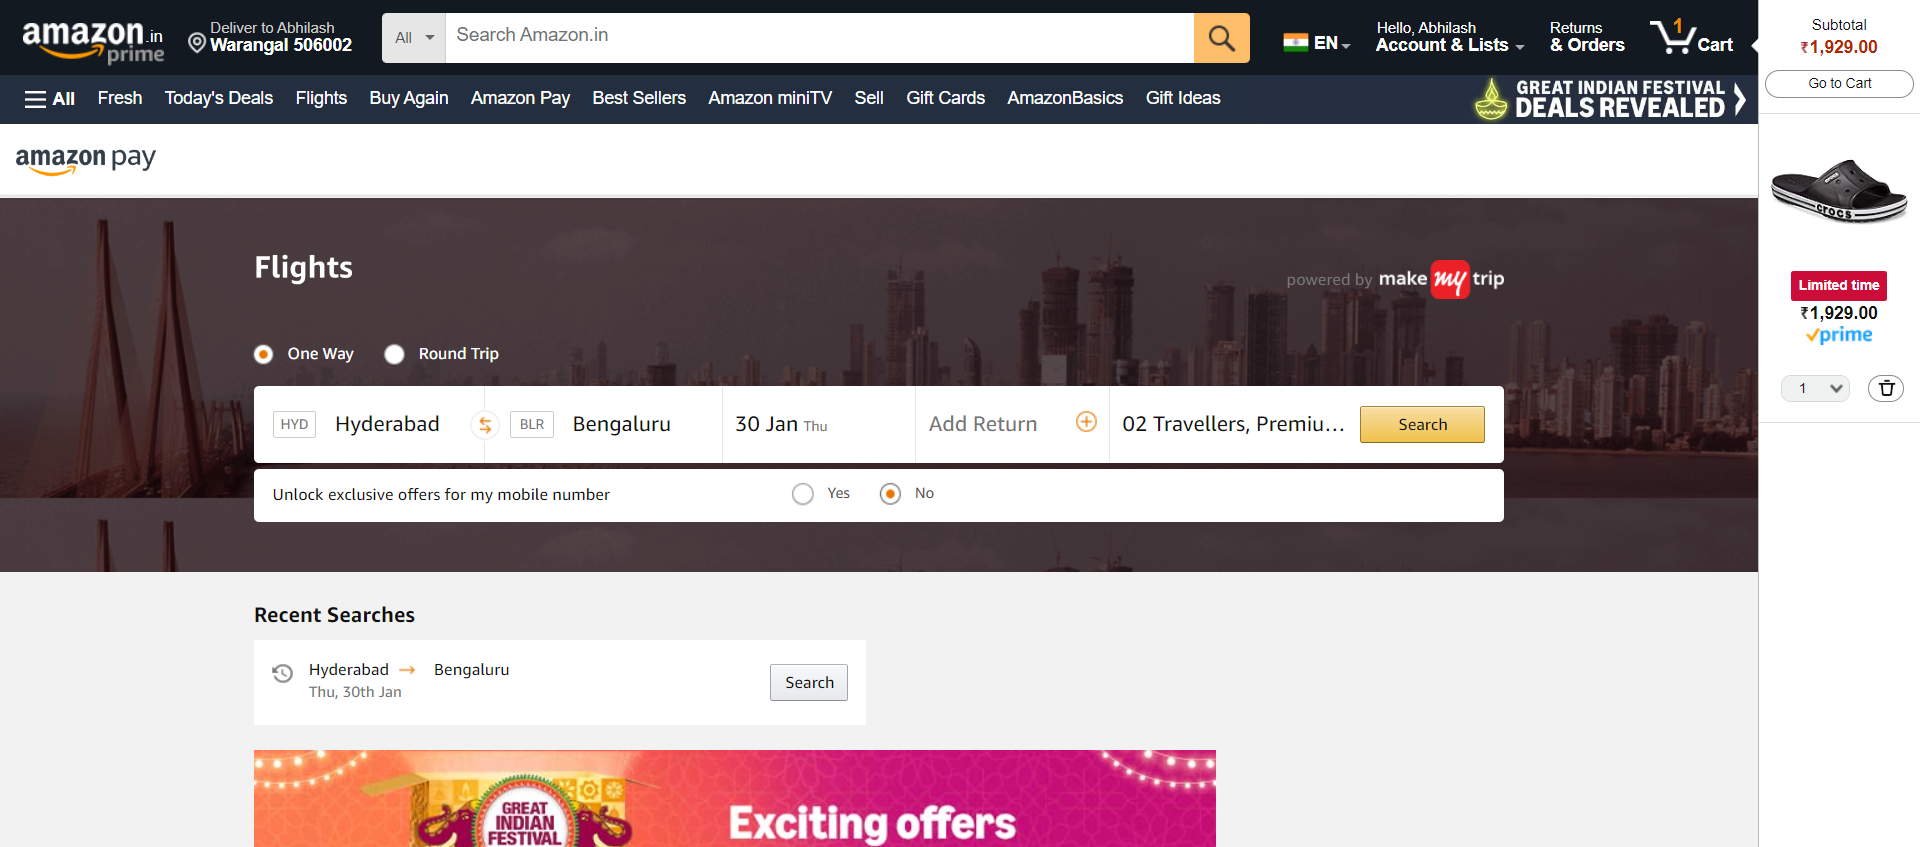 amazon.in
prime
Deliver to Abhilash
Warangal 506002
All
Search Amazon.in
EN
Hello, Abhilash
Account & Lists
Returns
& Orders
1
Cart
Subtotal
₹1,929.00
Go to Cart
All
Fresh
Today's Deals
Flights
Buy Again
Amazon Pay
Best Sellers
Amazon miniTV
Sell
Gift Cards
AmazonBasics
Gift Ideas
GREAT INDIAN FESTIVAL
DEALS REVEALED
amazon pay
crocs
crocs
Limited time
₹1,929.00
prime
1
Flights
powered by make my trip
One Way
Round Trip
HYD
Hyderabad
BLR
Bengaluru
30 Jan Thu
Add Return
02 Travellers, Premiu...
Search
Unlock exclusive offers for my mobile number
Yes
No
Recent Searches
Hyderabad
Bengaluru
Thu, 30th Jan
Search
GREAT
INDIAN
FESTIVAL
Exciting offers